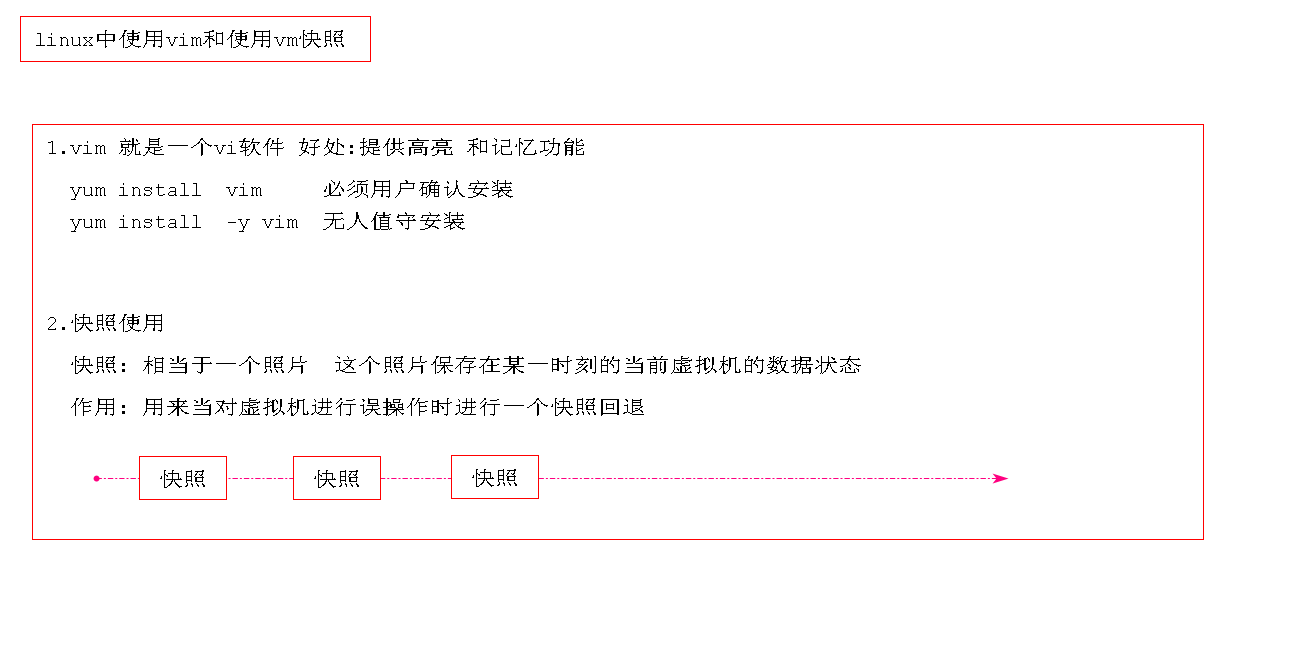 linux中使用vim和使用vm快照
1.vim 就是一个vi软件 好处:提供高亮 和记忆功能
yum install  vim     必须用户确认安装
yum install  -y vim  无人值守安装
2.快照使用
快照: 相当于一个照片  这个照片保存在某一时刻的当前虚拟机的数据状态
作用: 用来当对虚拟机进行误操作时进行一个快照回退
快照 快照 快照